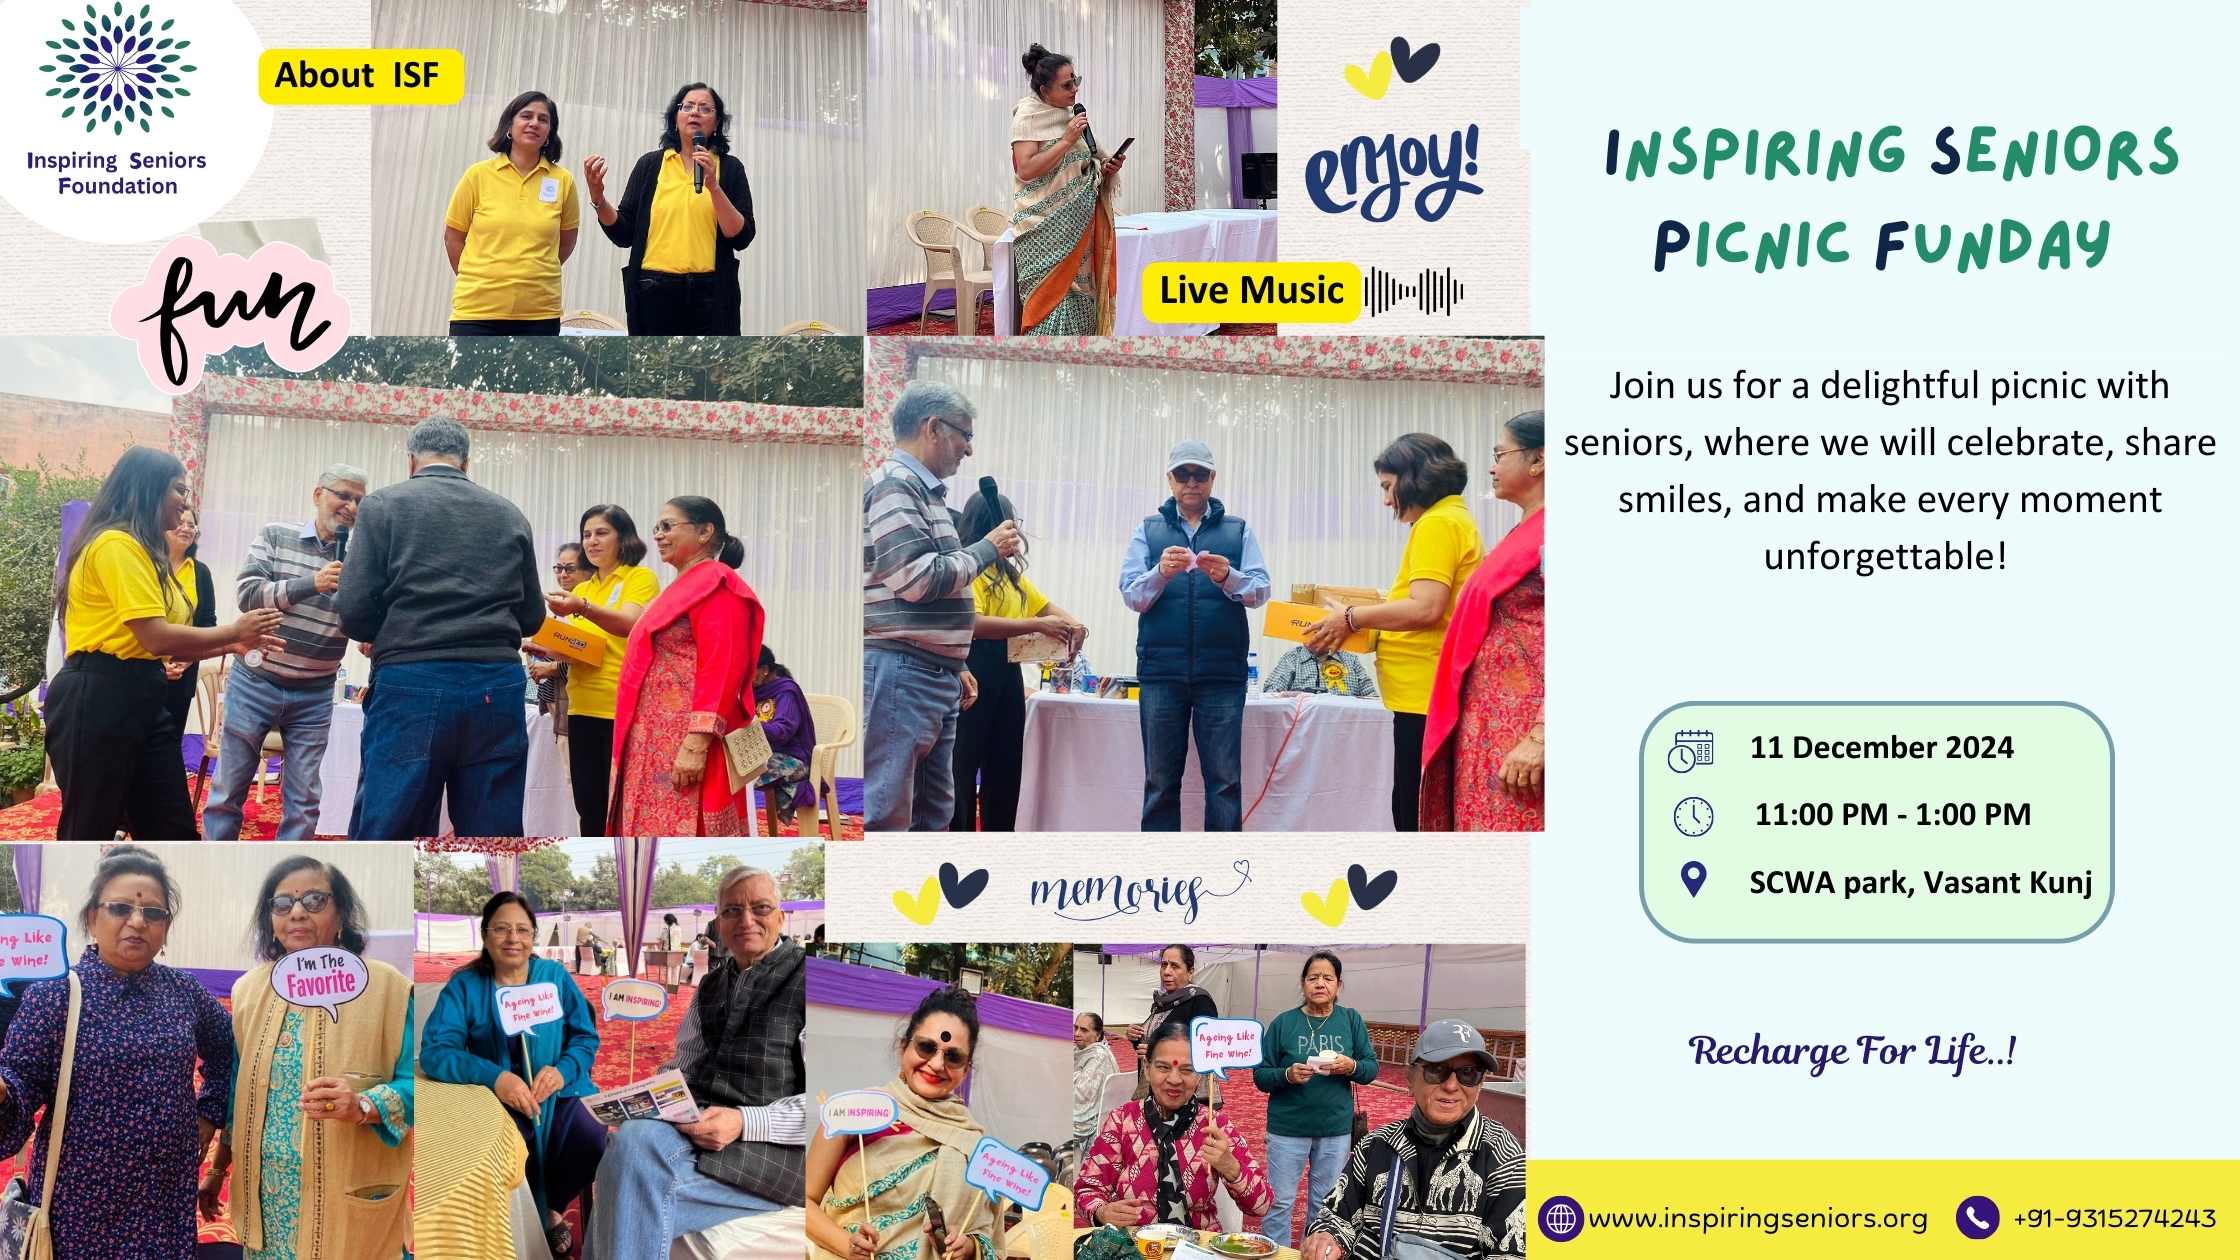 Inspiring Seniors
Foundation
About ISF
fun
enjoy!
Live Music
INSPIRING SENIORS
PICNIC FUNDAY
Join us for a delightful picnic with
seniors, where we will celebrate, share
smiles, and make every moment
unforgettable!
11 December 2024
11:00 PM - 1:00 PM
SCWA park, Vasant Kunj
Recharge For Life..!
memories
ng Like
e Wine!
I'm The
Favorite
Ageing Like
Fine Wine!
I AM INSPIRING!
I AM INSPIRING!
Ageing Like
Fine Wine!
Ageing Like
Fine Wine!
PARIS
www.inspiringseniors.org
+91-9315274243